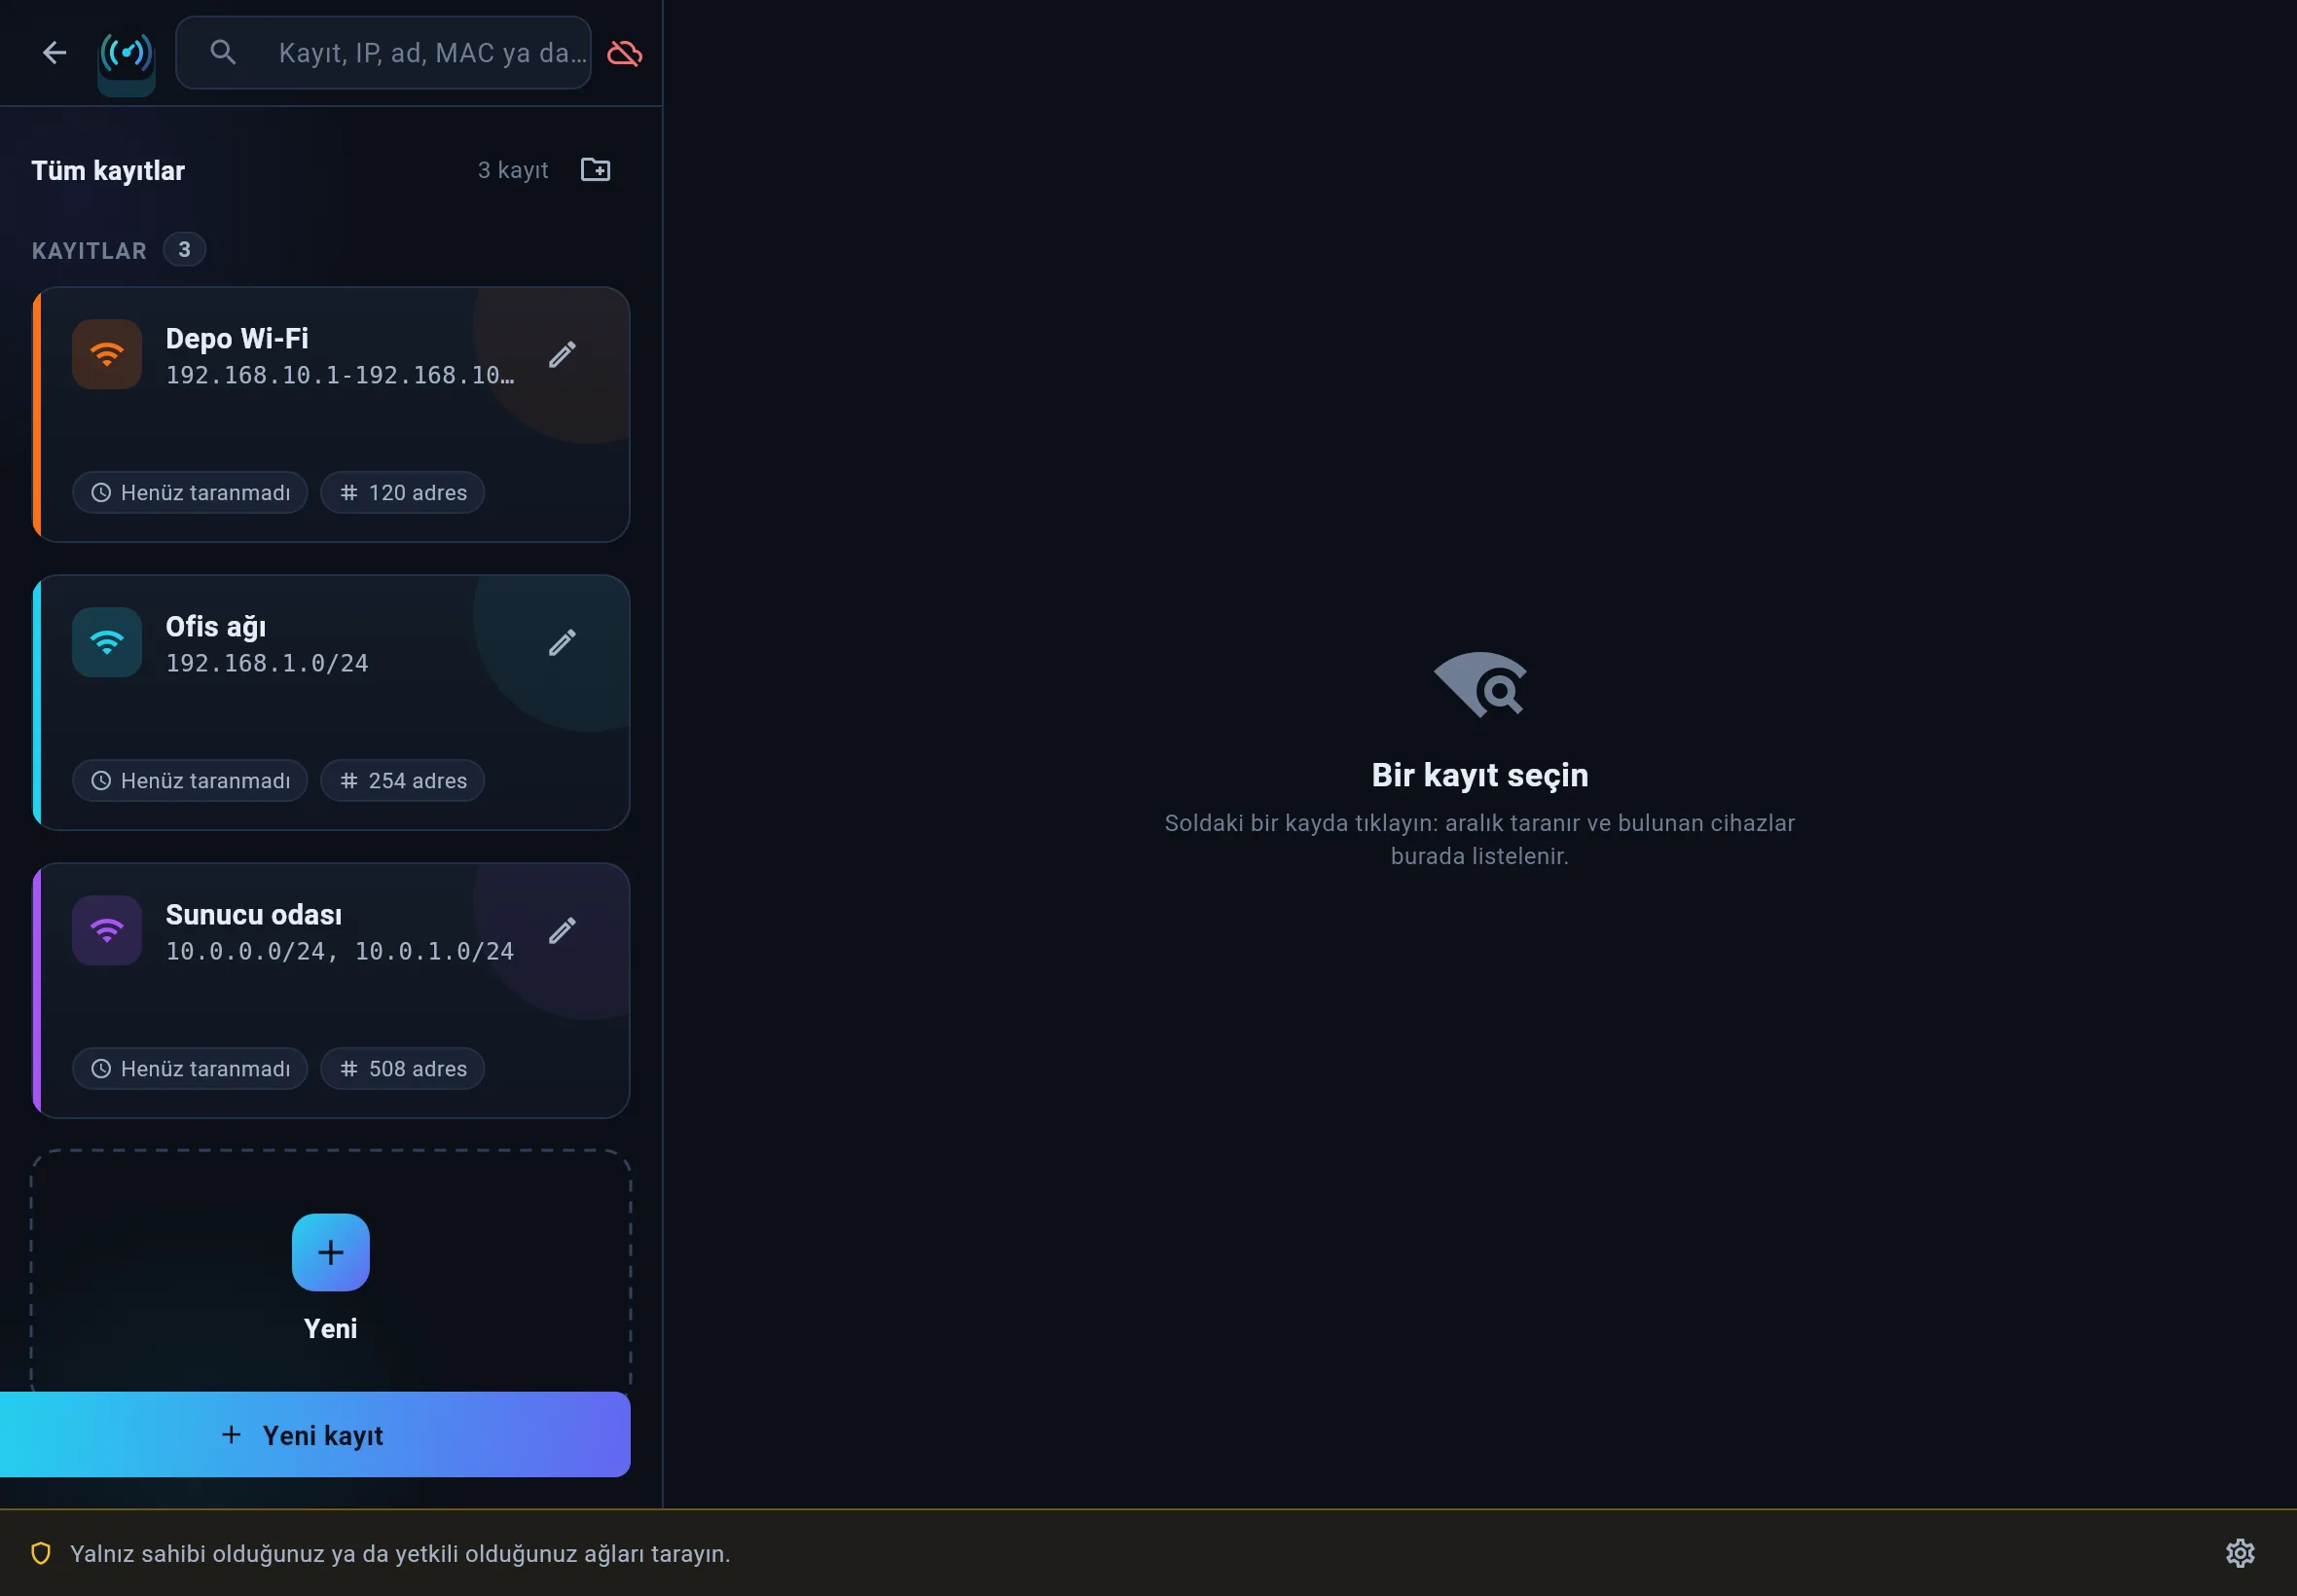 Kayıt, IP, ad, MAC ya da…
Tüm kayıtlar
3 kayıt
KAYITLAR
3
Depo Wi-Fi
192.168.10.1-192.168.10…
Henüz taranmadı
120 adres
Ofis ağı
192.168.1.0/24
Henüz taranmadı
254 adres
Sunucu odası
10.0.0.0/24, 10.0.1.0/24
Henüz taranmadı
508 adres
Yeni
Yeni kayıt
Bir kayıt seçin
Soldaki bir kayda tıklayın: aralık taranır ve bulunan cihazlar
burada listelenir.
Yalnız sahibi olduğunuz ya da yetkili olduğunuz ağları tarayın.